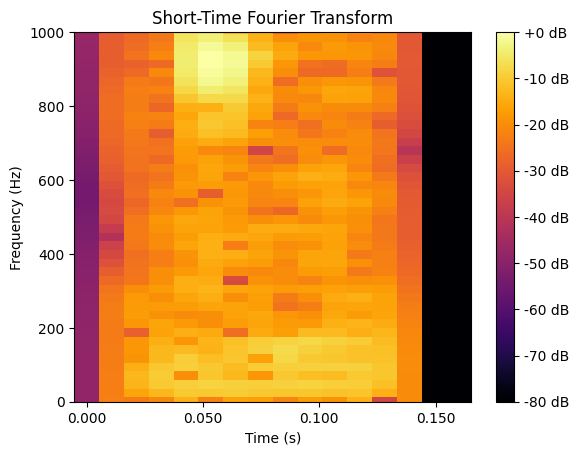 Short-Time Fourier Transform
Frequency (Hz)
1000
800
600
400
200
0
0.000
0.050
0.100
0.150
Time (s)
+0 dB
-10 dB
-20 dB
-30 dB
-40 dB
-50 dB
-60 dB
-70 dB
-80 dB